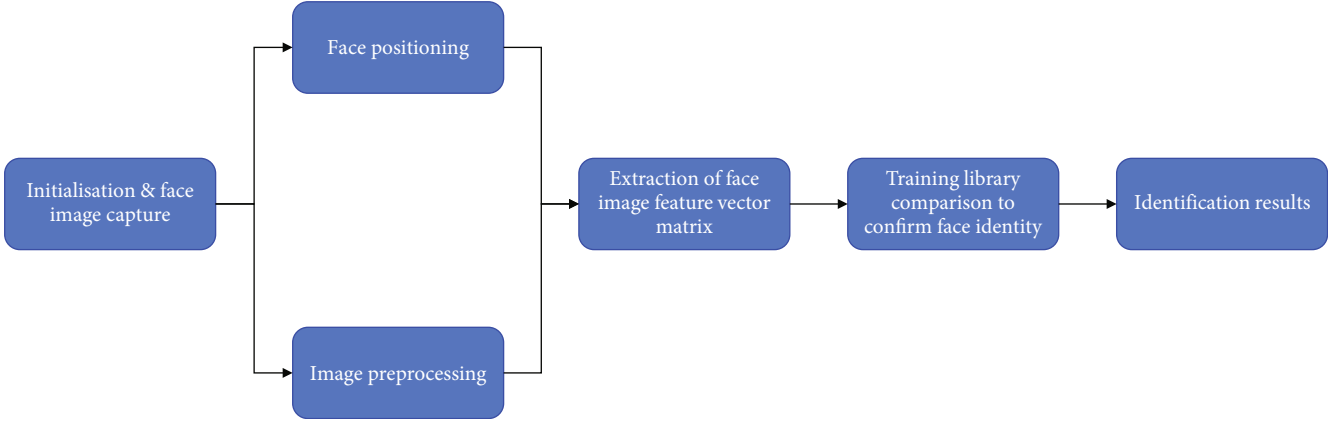 Face positioning
Initialisation & face
image capture
Extraction of face
image feature vector
matrix
Training library
comparison to
confirm face identity
Identification results
Image preprocessing